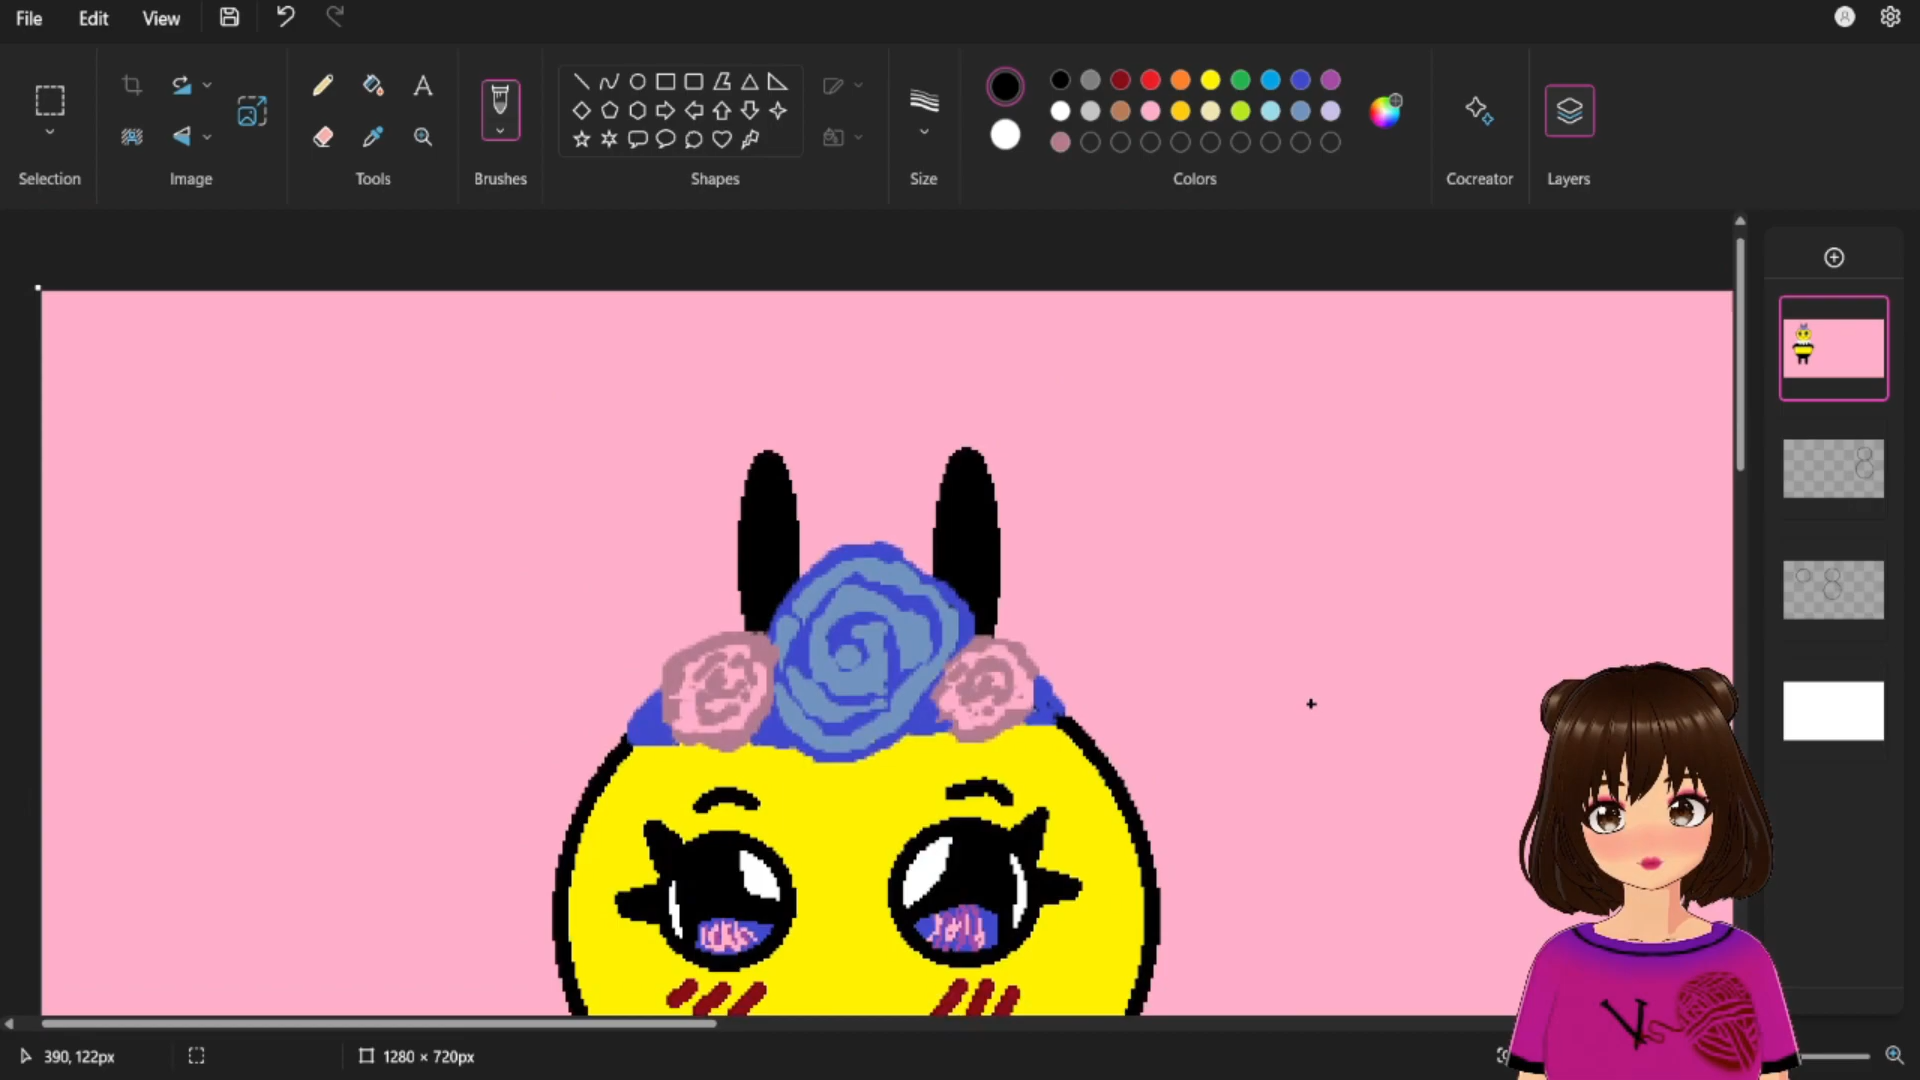 File Edit View
Selection Image Tools Brushes Shapes Size Colors Cocreator Layers
390, 122px 1280 × 720px